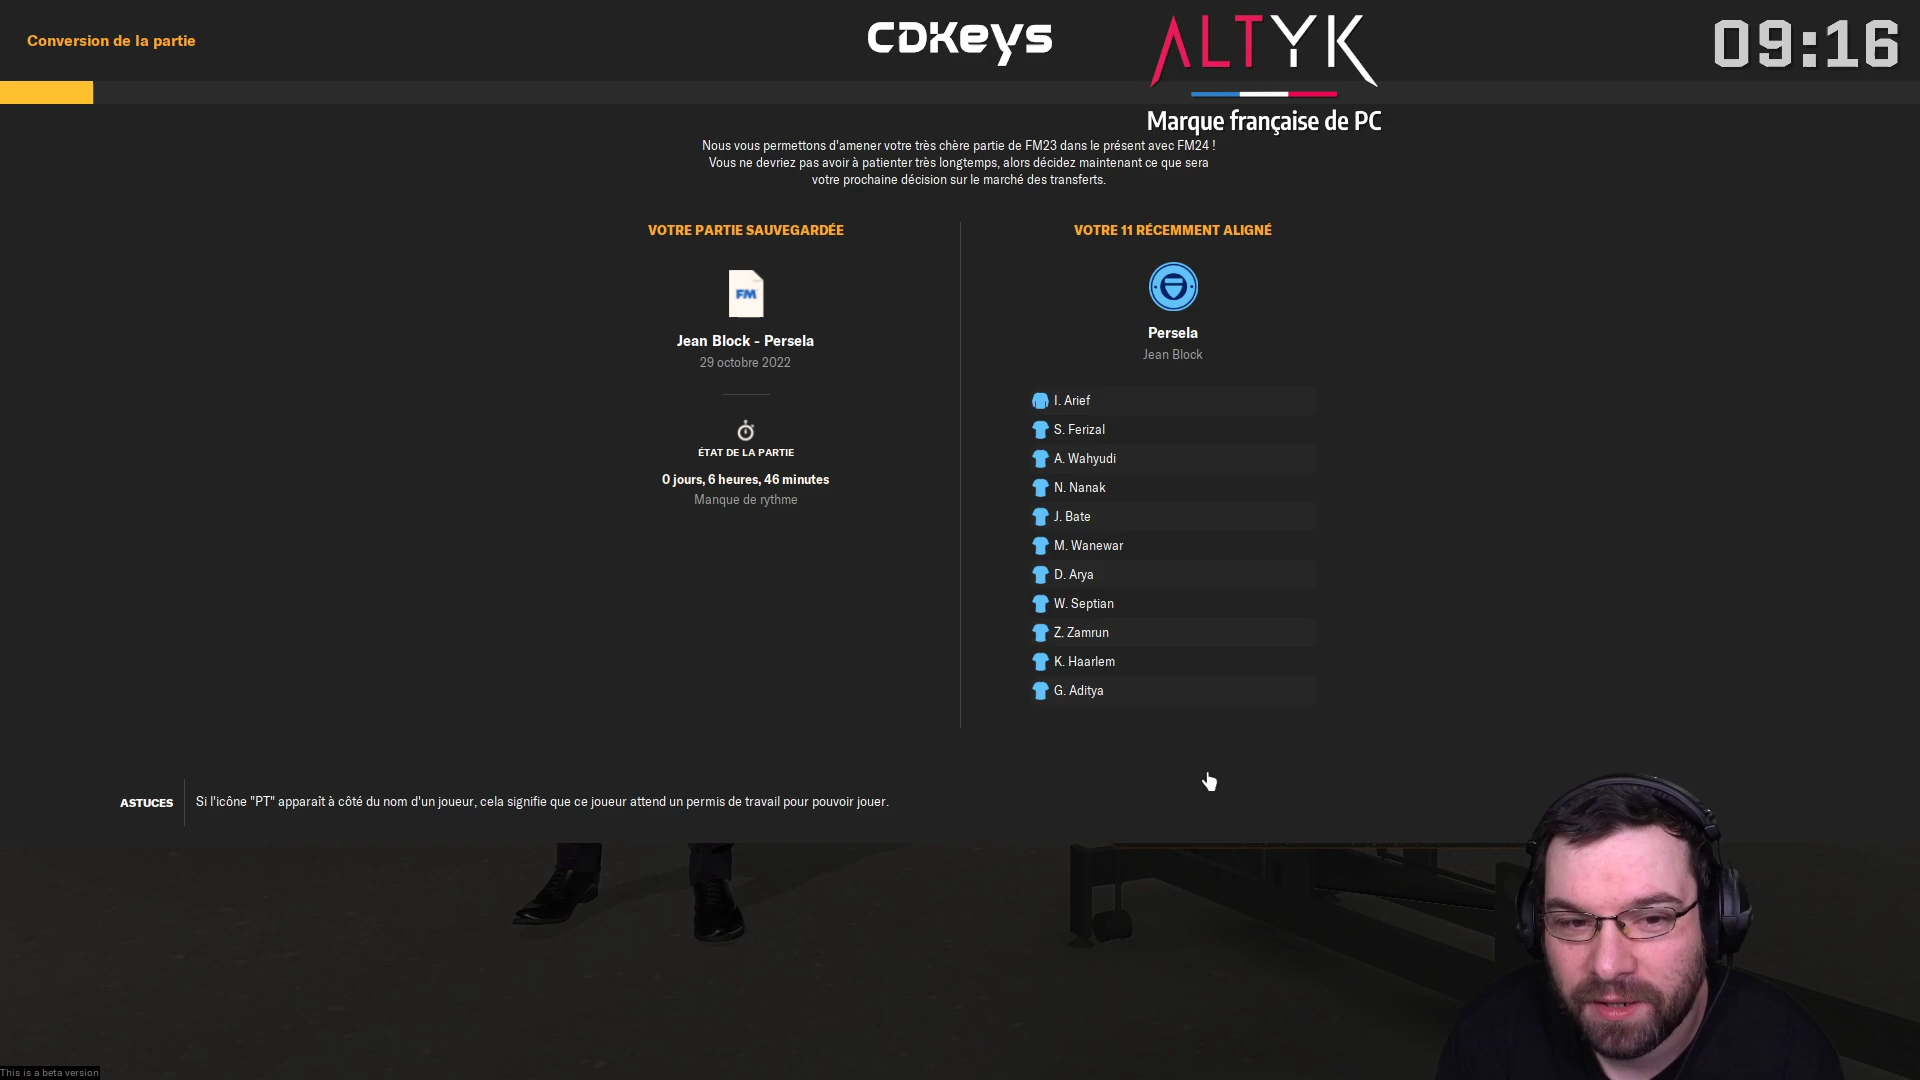 Conversion de la partie
CDKeys
ALTYK
09:16
Marque française de PC
Nous vous permettons d'amener votre très chère partie de FM23 dans le présent avec FM24 !
Vous ne devriez pas avoir à patienter très longtemps, alors décidez maintenant ce que sera
votre prochaine décision sur le marché des transferts.
VOTRE PARTIE SAUVEGARDÉE
FM
Jean Block - Persela
29 octobre 2022
ÉTAT DE LA PARTIE
0 jours, 6 heures, 46 minutes
Manque de rythme
VOTRE 11 RÉCEMMENT ALIGNÉ
Persela
Jean Block
I. Arief
S. Ferizal
A. Wahyudi
N. Nanak
J. Bate
M. Wanewar
D. Arya
W. Septian
Z. Zamrun
K. Haarlem
G. Aditya
ASTUCES
Si l'icône "PT" apparaît à côté du nom d'un joueur, cela signifie que ce joueur attend un permis de travail pour pouvoir jouer.
This is a beta version